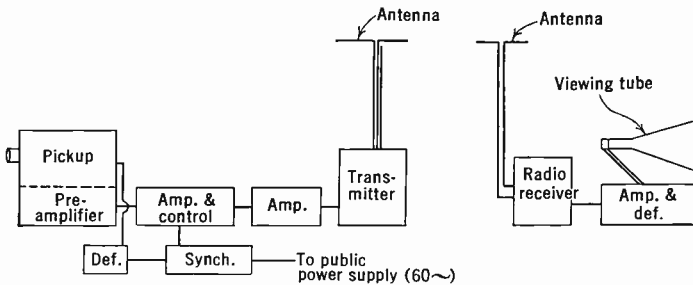 Antenna
Antenna
Viewing tube
Pickup
Pre-
amplifier
Amp. &
control
Amp.
Trans-
mitter
Radio
receiver
Amp. &
def.
Def.
Synch.
To public
power supply (60~)